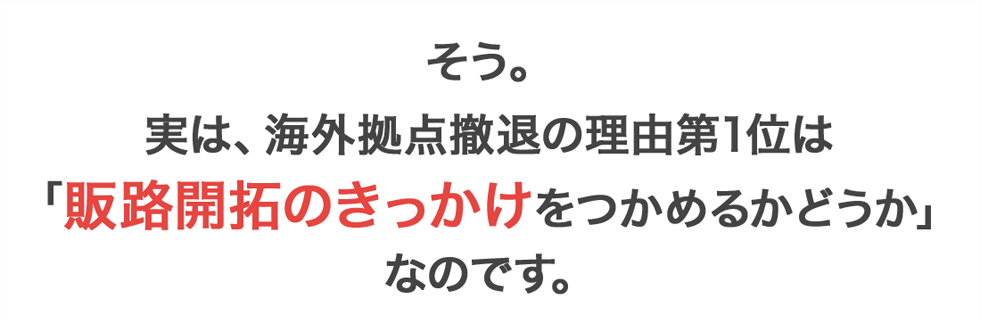 そう。
実は、海外拠点撤退の理由第1位は
「販路開拓のきっかけをつかめるかどうか」
なのです。